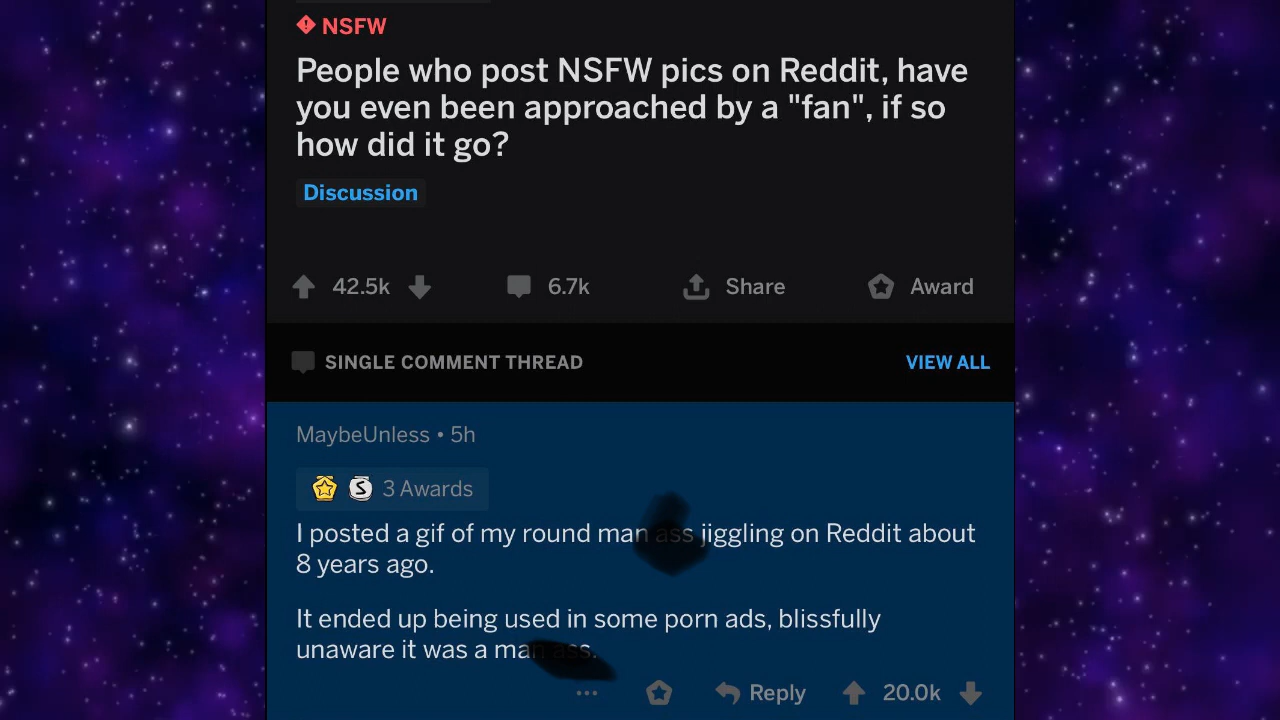 NSFW
People who post NSFW pics on Reddit, have
you even been approached by a "fan", if so
how did it go?
Discussion
42.5k
6.7k
Share
Award
SINGLE COMMENT THREAD
VIEW ALL
MaybeUnless • 5h
3 Awards
I posted a gif of my round man ass jiggling on Reddit about
8 years ago.
It ended up being used in some porn ads, blissfully
unaware it was a man ass.
... Reply 20.0k